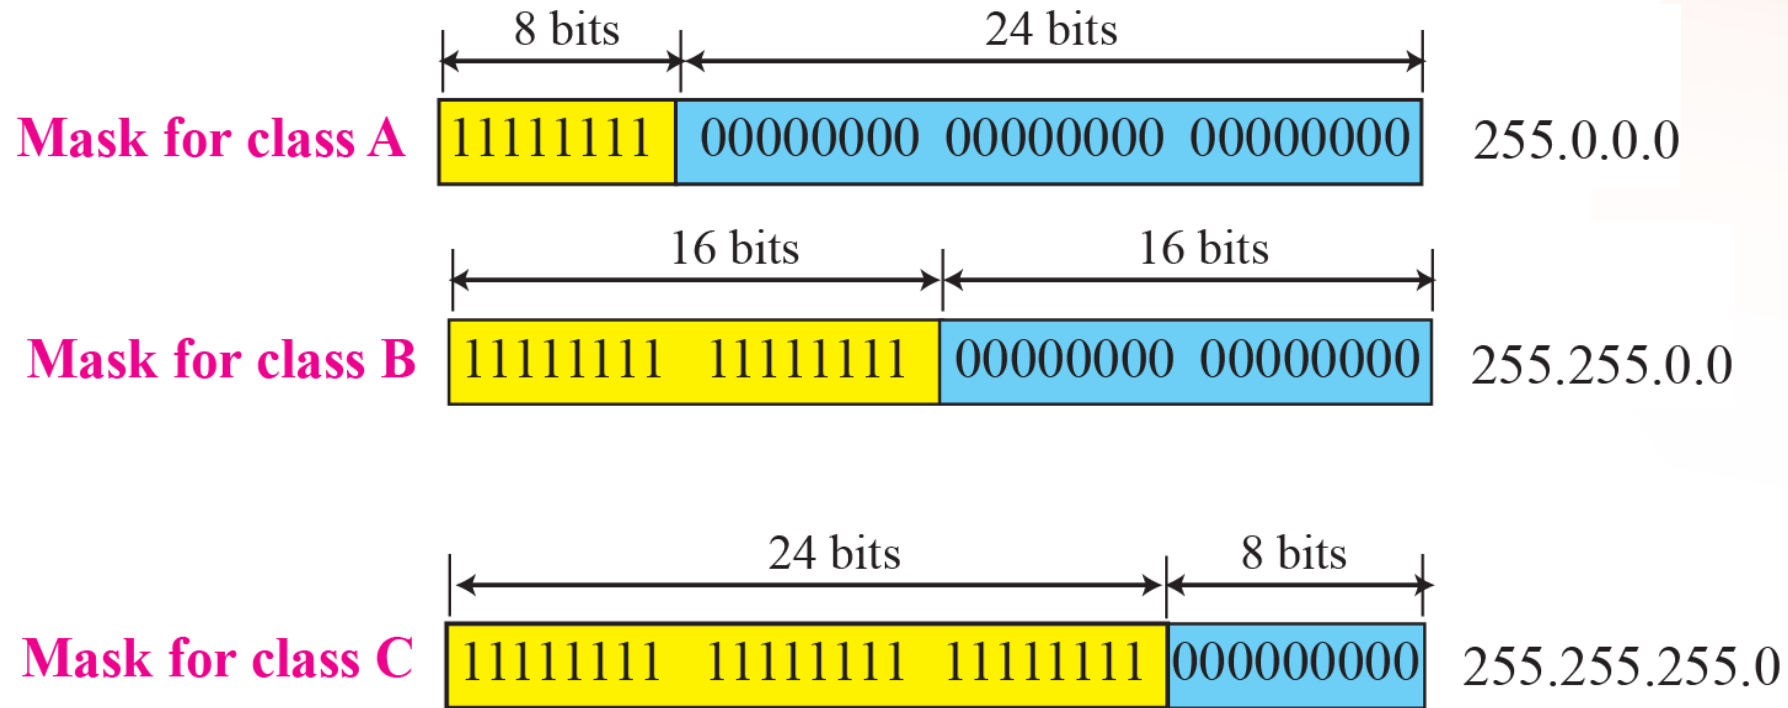 8 bits 24 bits
Mask for class A 11111111 00000000 00000000 00000000 255.0.0.0
16 bits 16 bits
Mask for class B 11111111 11111111 00000000 00000000 255.255.0.0
24 bits 8 bits
Mask for class C 11111111 11111111 11111111 000000000 255.255.255.0